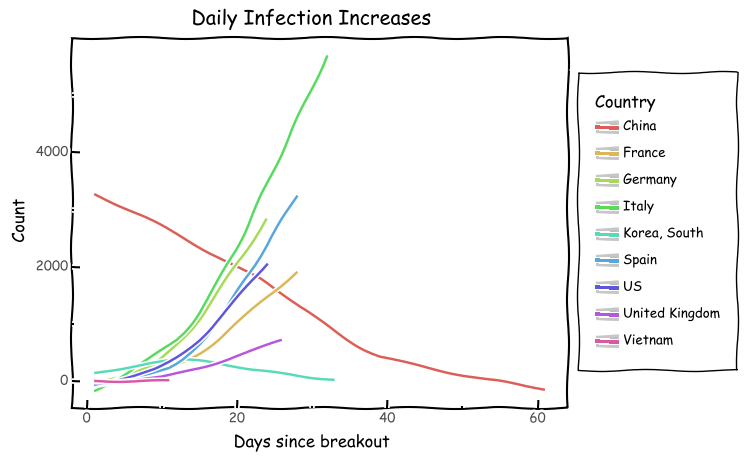 Daily Infection Increases
Count
4000
2000
0
0 20 40 60
Days since breakout
Country
China
France
Germany
Italy
Korea, South
Spain
US
United Kingdom
Vietnam